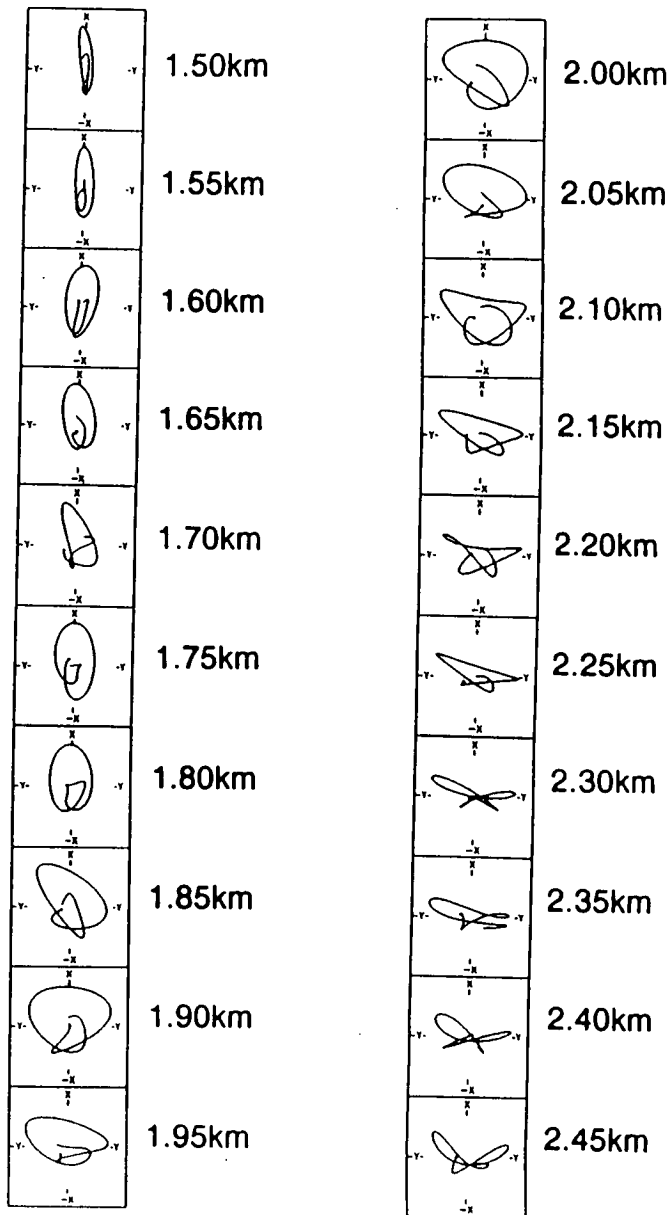 X
-Y- -Y 1.50km
-X
X
-Y- -Y 1.55km
-X
X
-Y- -Y 1.60km
-X
X
-Y- -Y 1.65km
-X
X
-Y- -Y 1.70km
-X
X
-Y- -Y 1.75km
-X
X
-Y- -Y 1.80km
-X
X
-Y- -Y 1.85km
-X
X
-Y- -Y 1.90km
-X
X
-Y- -Y 1.95km
-X
X
-Y- -Y 2.00km
-X
X
-Y- -Y 2.05km
-X
X
-Y- -Y 2.10km
-X
X
-Y- -Y 2.15km
-X
X
-Y- -Y 2.20km
-X
X
-Y- Y 2.25km
-X
X
-Y- -Y 2.30km
-X
X
-Y- -Y 2.35km
-X
X
-Y- -Y 2.40km
-X
X
-Y- -Y 2.45km
-X